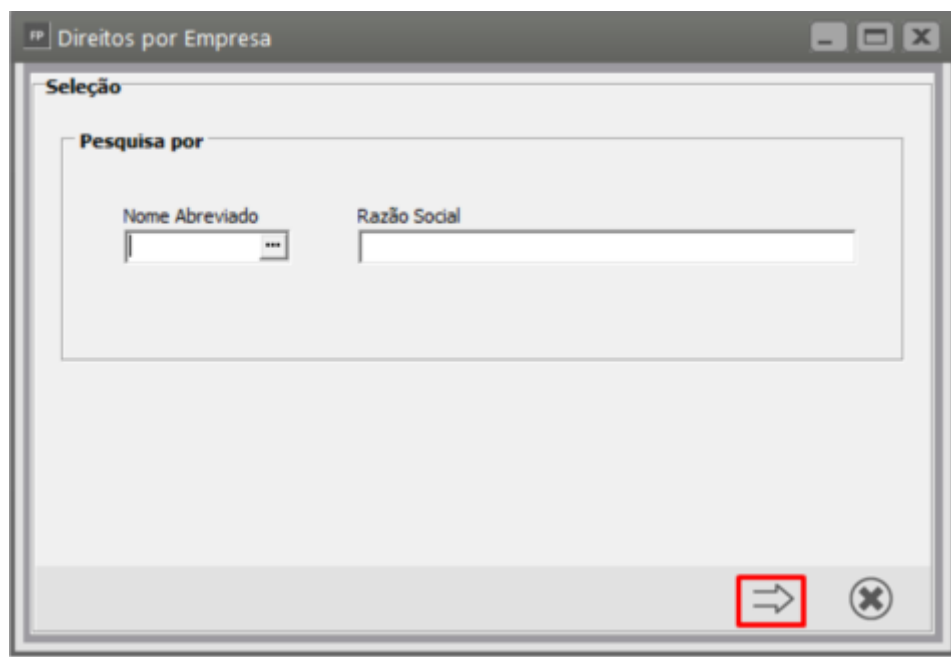 FP Direitos por Empresa
Seleção
Pesquisa por
Nome Abreviado Razão Social
...